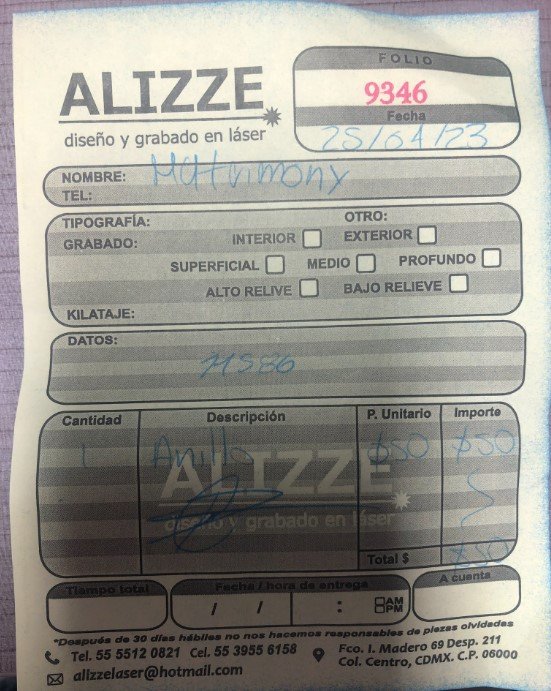 ALIZZE
diseño y grabado en láser
FOLIO
9346
Fecha
25/04/23
NOMBRE: Matrimony
TEL:
TIPOGRAFÍA: OTRO:
GRABADO: INTERIOR EXTERIOR
SUPERFICIAL MEDIO PROFUNDO
ALTO RELIVE BAJO RELIEVE
KILATAJE:
DATOS:
Cantidad Descripción P. Unitario Importe
1 Anillo $50 $50
ALIZZE
diseño y grabado en láser
Total $ $50
Tiempo total Fecha / hora de entrega A cuenta
/ / : AM
PM
*Después de 30 días hábiles no nos hacemos responsables de piezas olvidadas
Tel. 55 5512 0821 Cel. 55 3955 6158
alizzelaser@hotmail.com
Fco. I. Madero 69 Desp. 211
Col. Centro, CDMX. C.P. 06000